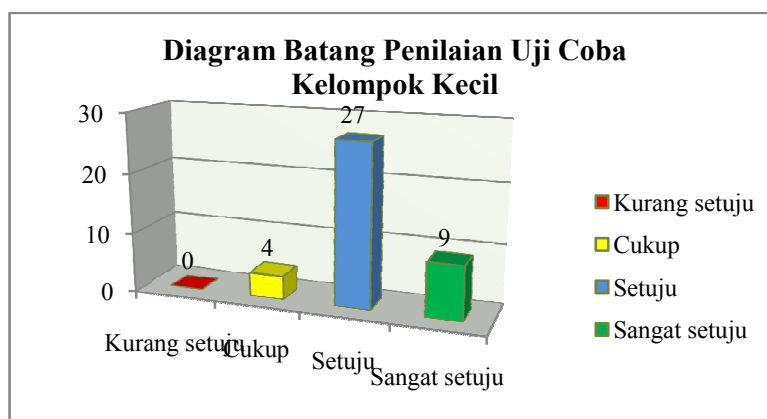 Diagram Batang Penilaian Uji Coba
Kelompok Kecil
30
20
10
0
0
4
27
9
Kurang setuju
Cukup
Setuju
Sangat setuju
Kurang setuju
Cukup
Setuju
Sangat setuju